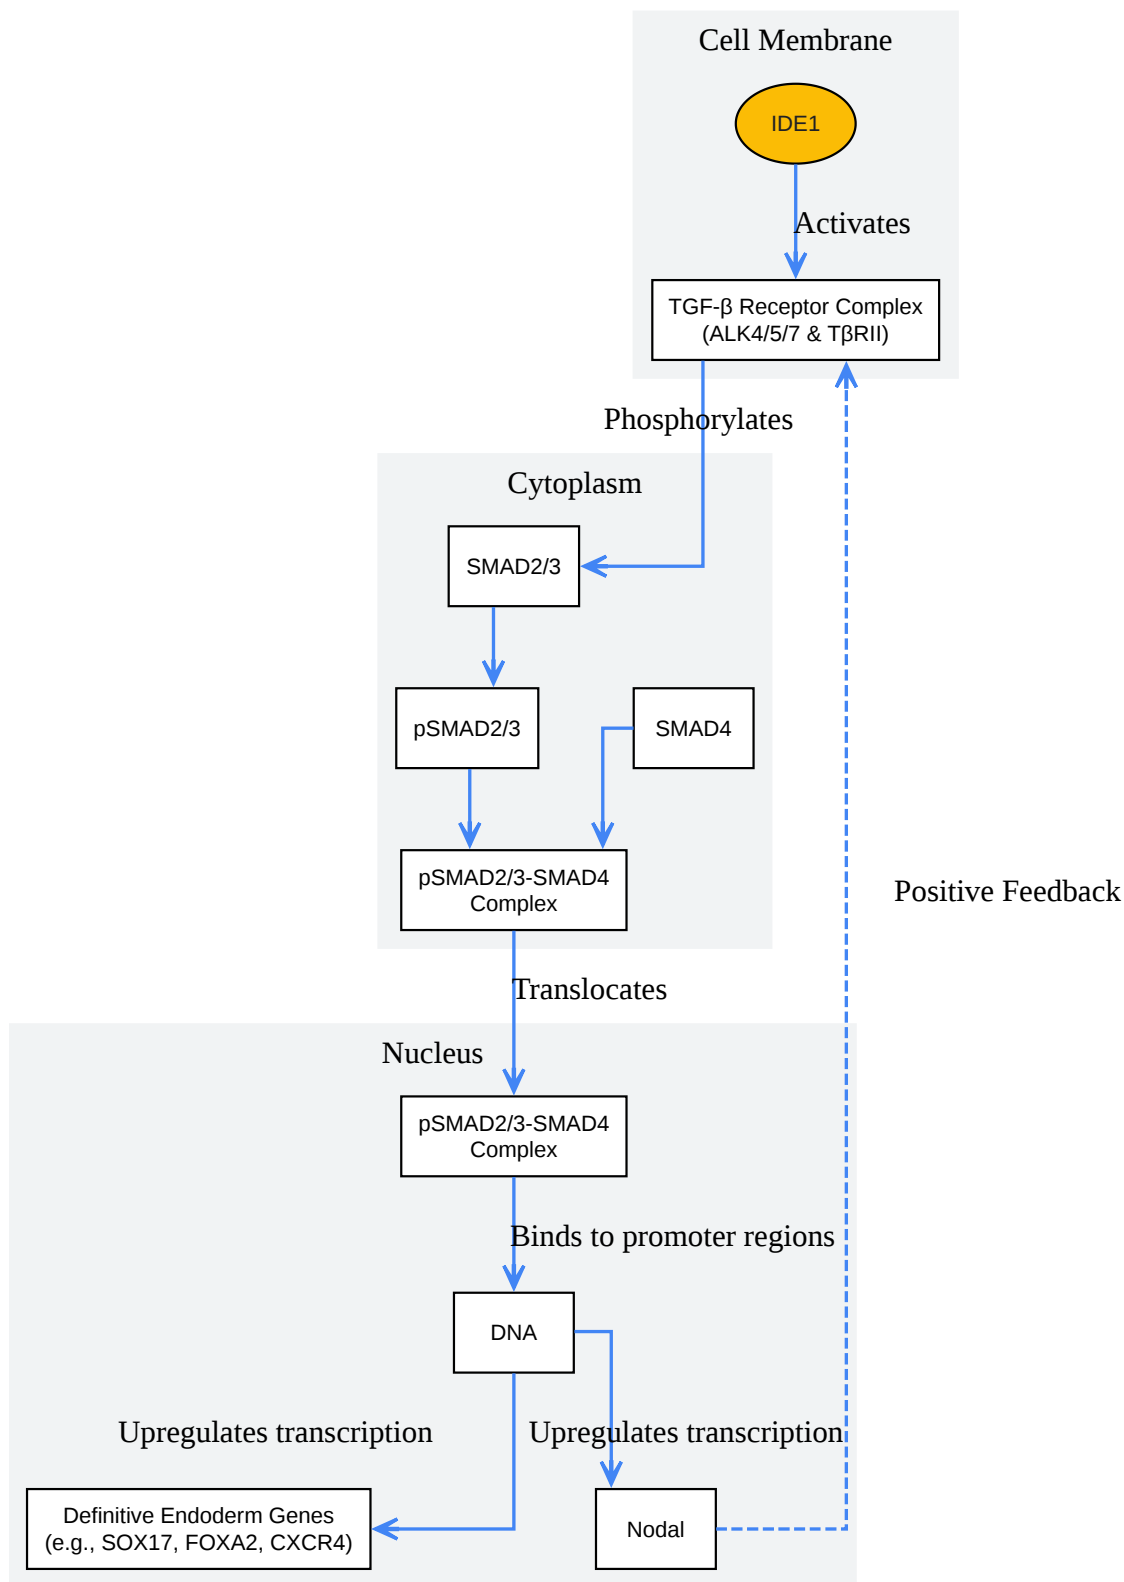 Cell Membrane
IDE1
Activates
TGF-β Receptor Complex
(ALK4/5/7 & TβRII)
Phosphorylates
Cytoplasm
SMAD2/3
pSMAD2/3
SMAD4
pSMAD2/3-SMAD4
Complex
Positive Feedback
Translocates
Nucleus
pSMAD2/3-SMAD4
Complex
Binds to promoter regions
DNA
Upregulates transcription
Upregulates transcription
Definitive Endoderm Genes
(e.g., SOX17, FOXA2, CXCR4)
Nodal